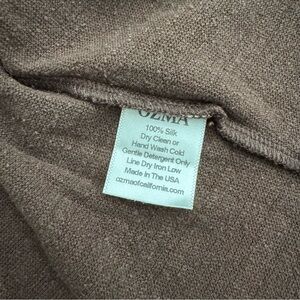 OZMA
100% Silk
Dry Clean or
Hand Wash Cold
Gentle Detergent Only
Line Dry Iron Low
Made In The USA
ozmaofcalifornia.com